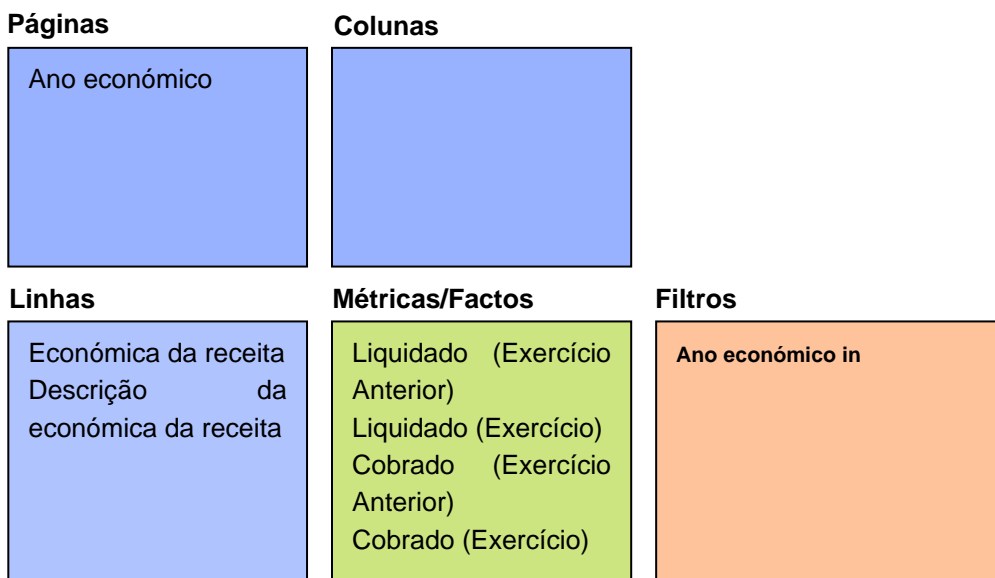 Páginas
Colunas
Ano económico
Linhas
Métricas/Factos
Filtros
Económica da receita
Descrição da
económica da receita
Liquidado (Exercício
Anterior)
Liquidado (Exercício)
Cobrado (Exercício
Anterior)
Cobrado (Exercício)
Ano económico in